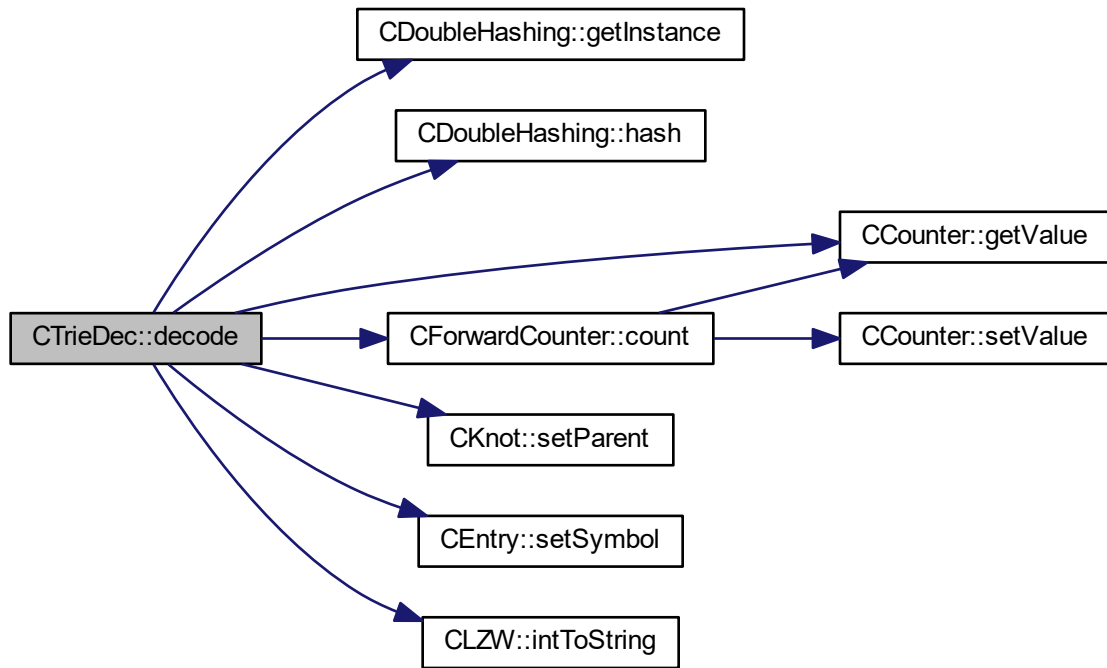 CDoubleHashing::getInstance
CDoubleHashing::hash
CCounter::getValue
CTrieDec::decode
CForwardCounter::count
CCounter::setValue
CKnot::setParent
CEntry::setSymbol
CLZW::intToString